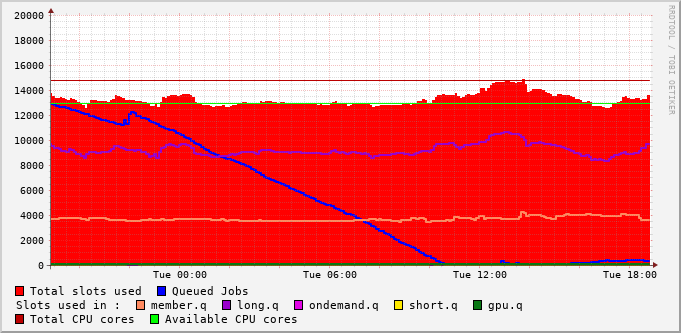 20000
18000
16000
14000
12000
10000
8000
6000
4000
2000
0
Tue 00:00 Tue 06:00 Tue 12:00 Tue 18:00
RRDTOOL / TOBI OETIKER
Total slots used Queued Jobs
Slots used in : member.q long.q ondemand.q short.q gpu.q
Total CPU cores Available CPU cores